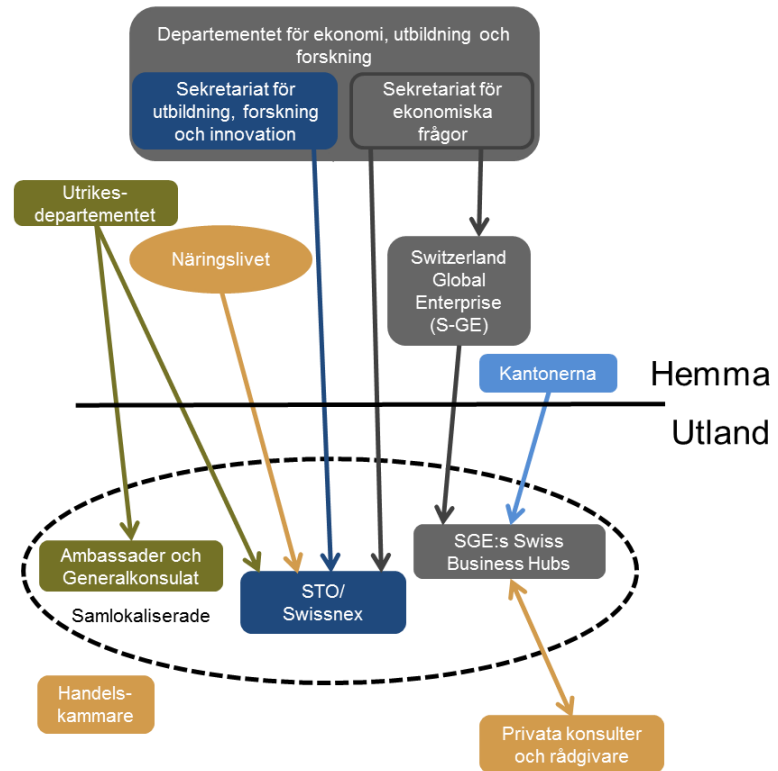 Departementet för ekonomi, utbildning och
forskning
Sekretariat för
utbildning, forskning
och innovation
Sekretariat för
ekonomiska
frågor
Utrikes-
departementet
Näringslivet
Switzerland
Global
Enterprise
(S-GE)
Kantonerna
Hemma
Utland
Ambassader och
Generalkonsulat
Samlokaliserade
STO/
Swissnex
SGE:s Swiss
Business Hubs
Handels-
kammare
Privata konsulter
och rådgivare